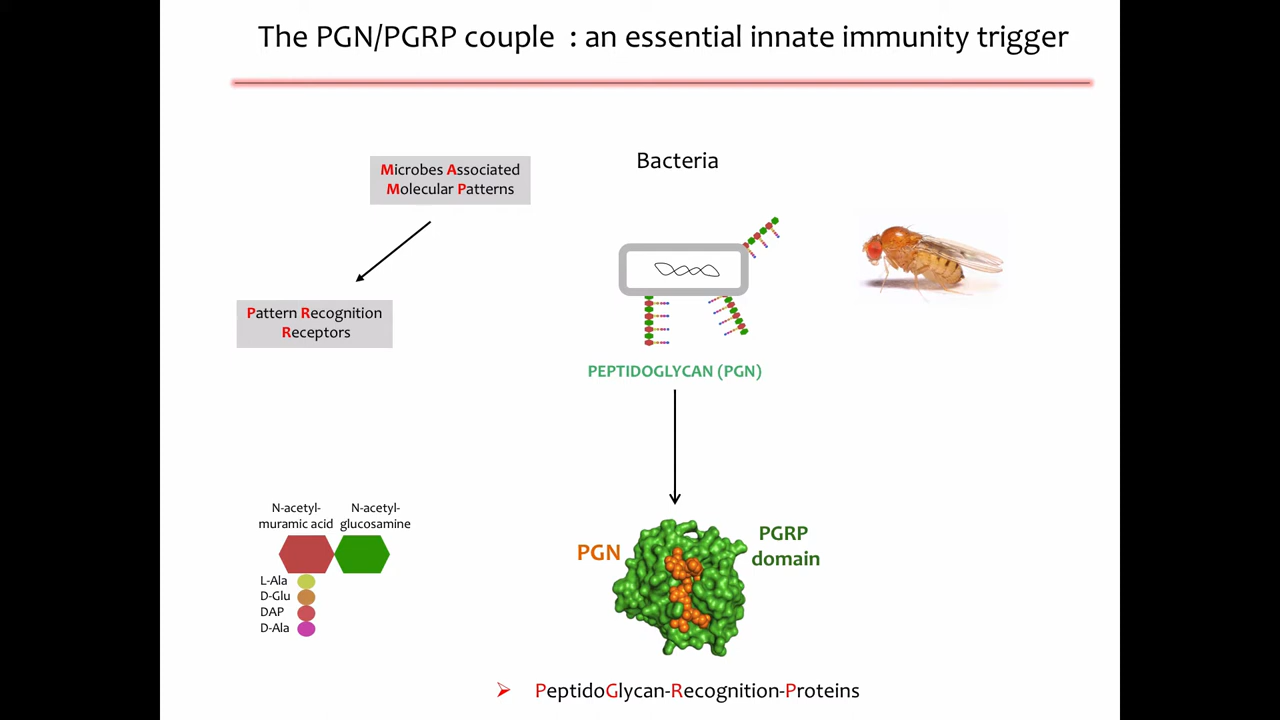 The PGN/PGRP couple : an essential innate immunity trigger
Microbes Associated
Molecular Patterns
Bacteria
Pattern Recognition
Receptors
PEPTIDOGLYCAN (PGN)
N-acetyl-
muramic acid
N-acetyl-
glucosamine
L-Ala
D-Glu
DAP
D-Ala
PGN
PGRP
domain
PeptidoGlycan-Recognition-Proteins